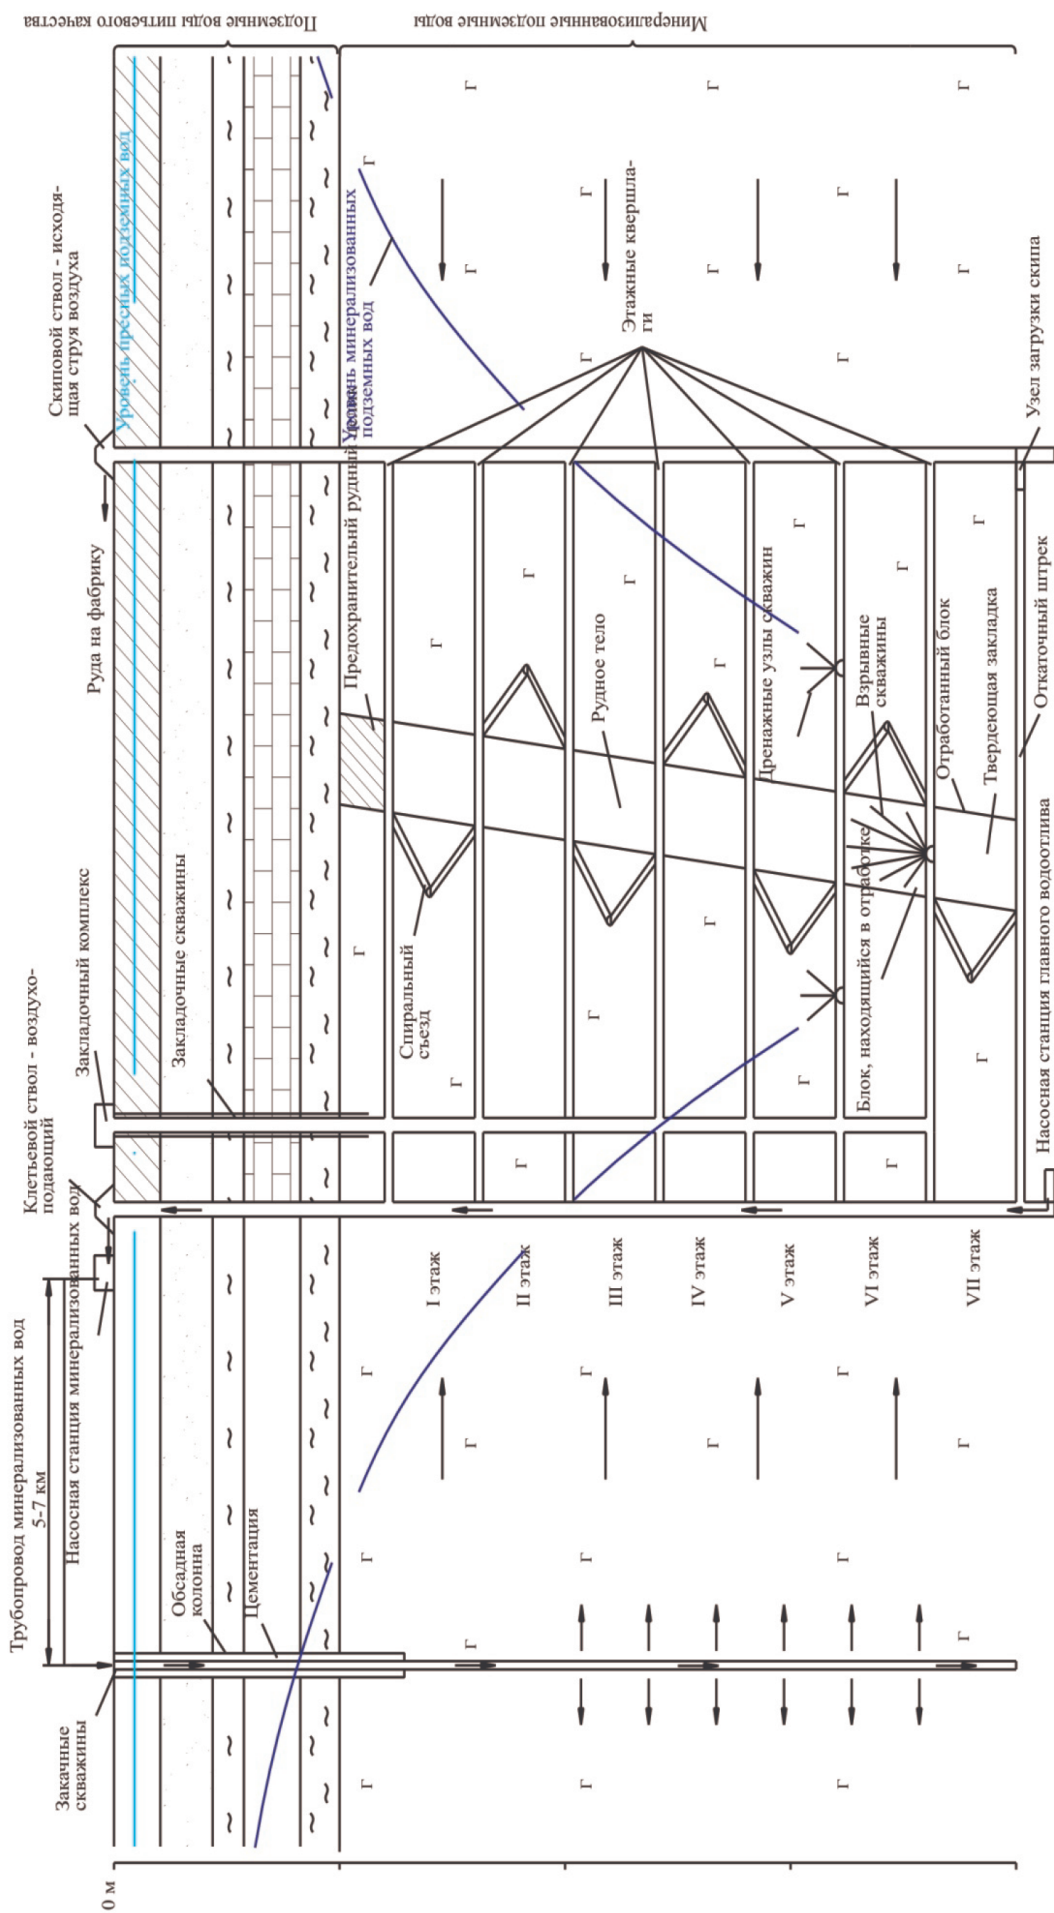 Трубопровод минерализованных вод
5-7 км
Насосная станция минерализованных вод
Клетьевой ствол - воздухо-
подающий
Закладочный комплекс
Руда на фабрику
Скиповой ствол - исходя-
щая струя воздуха
Уровень пресных подземных вод
Подземные воды питьевого качества
Минерализованные подземные воды
0 м
Закачные
скважины
Обсадная
колонна
Цементация
Закладочные скважины
Предохранительнй рудный целик
Уровень минерализованных
подземных вод
Спиральный
съезд
Рудное тело
Этажные квершла-
ги
Дренажные узлы скважин
Взрывные
скважины
Блок, находящийся в отработке
Отработанный блок
Твердеющая закладка
Узел загрузки скипа
Откаточный штрек
Насосная станция главного водоотлива
I этаж
II этаж
III этаж
IV этаж
V этаж
VI этаж
VII этаж